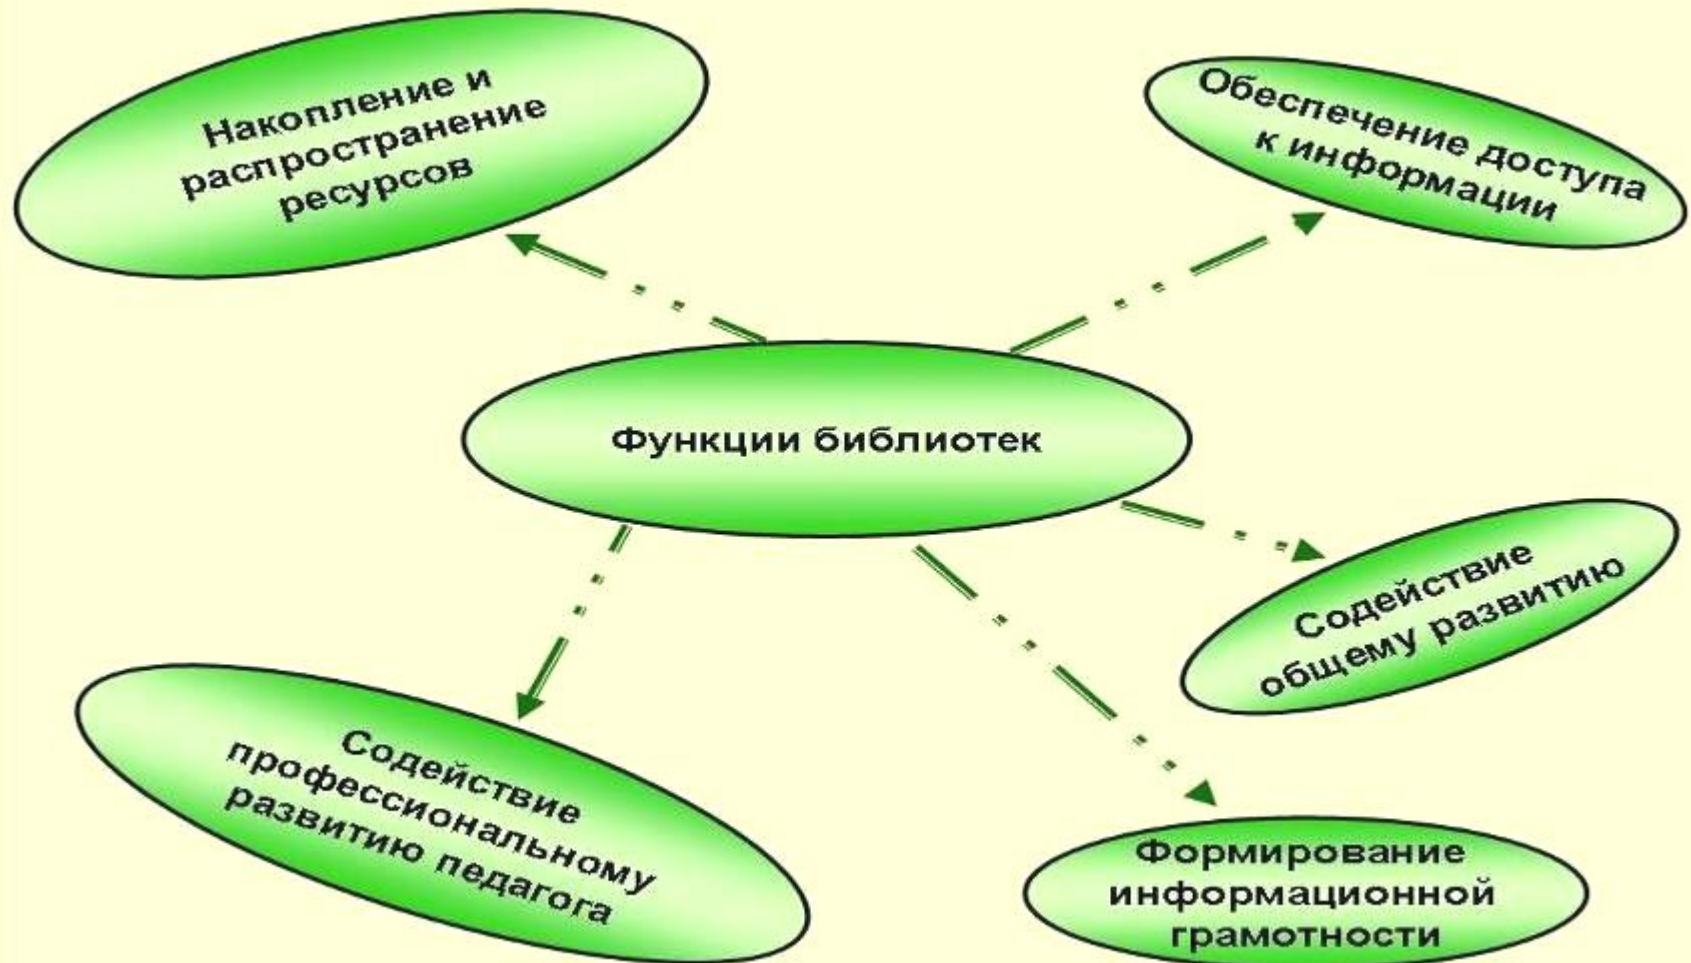 Накопление и
распространение
ресурсов
Обеспечение доступа
к информации
Функции библиотек
Содействие
общему развитию
Содействие
профессиональному
развитию педагога
Формирование
информационной
грамотности